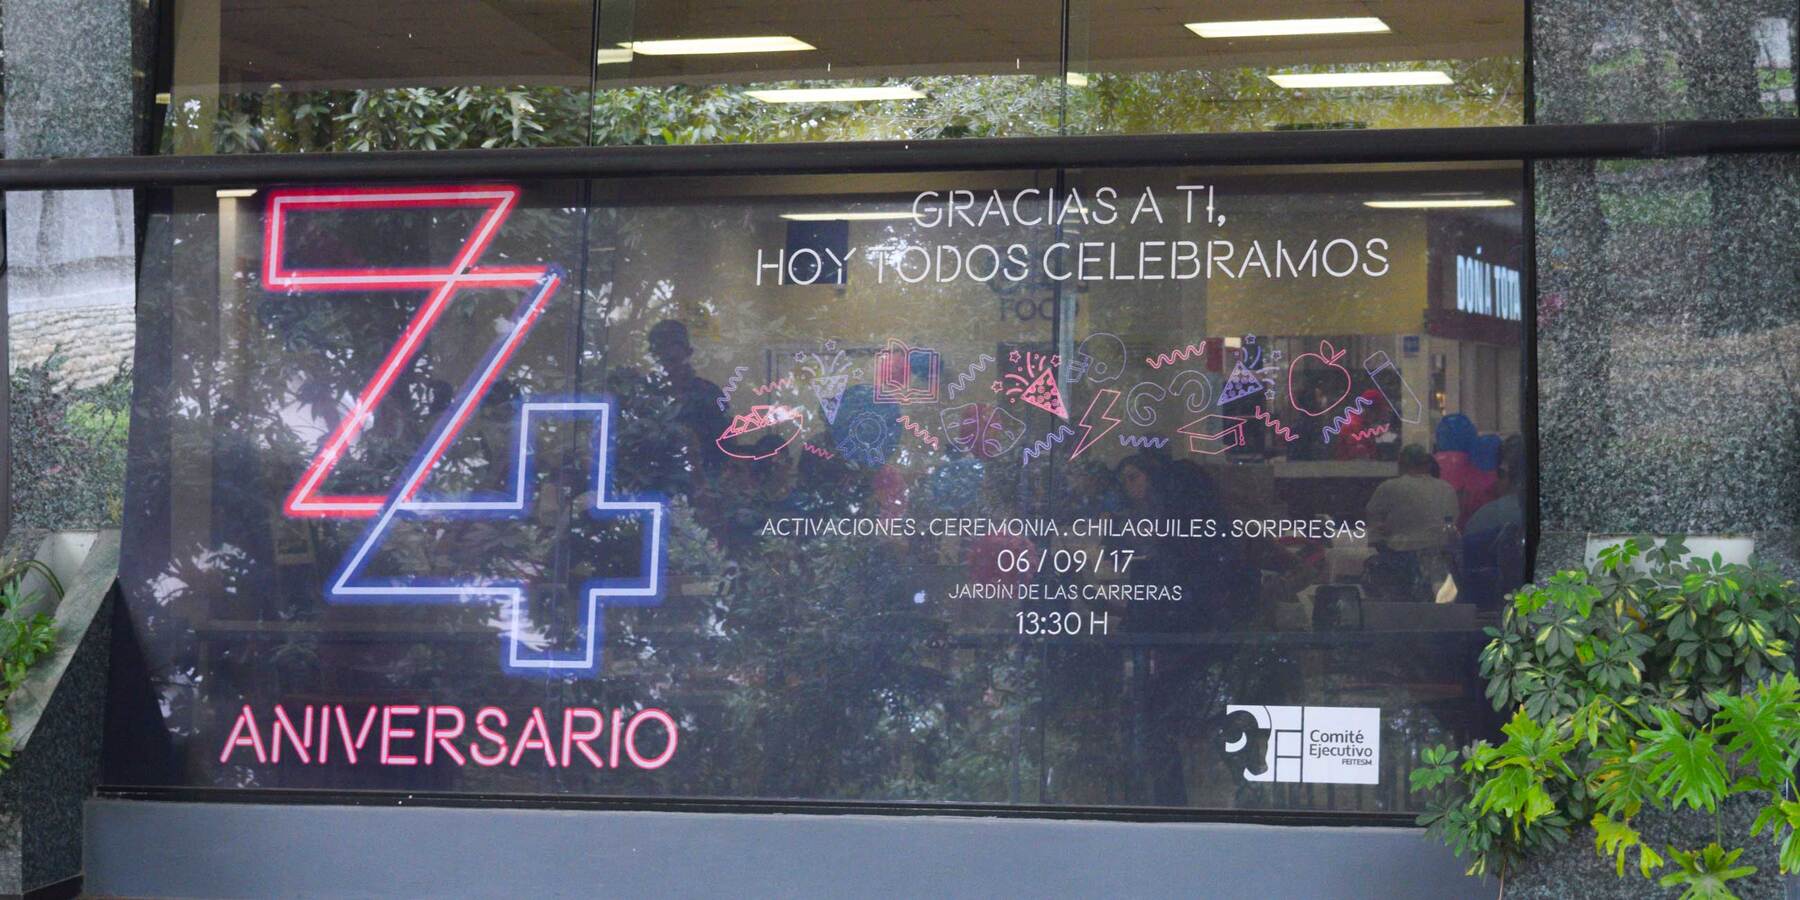 74
ANIVERSARIO
GRACIAS A TI,
HOY TODOS CELEBRAMOS
FOOD
DOÑA TOTA
ACTIVACIONES.CEREMONIA.CHILAQUILES.SORPRESAS
06/09/17
JARDÍN DE LAS CARRERAS
13:30 H
Comité
Ejecutivo
FEITESM